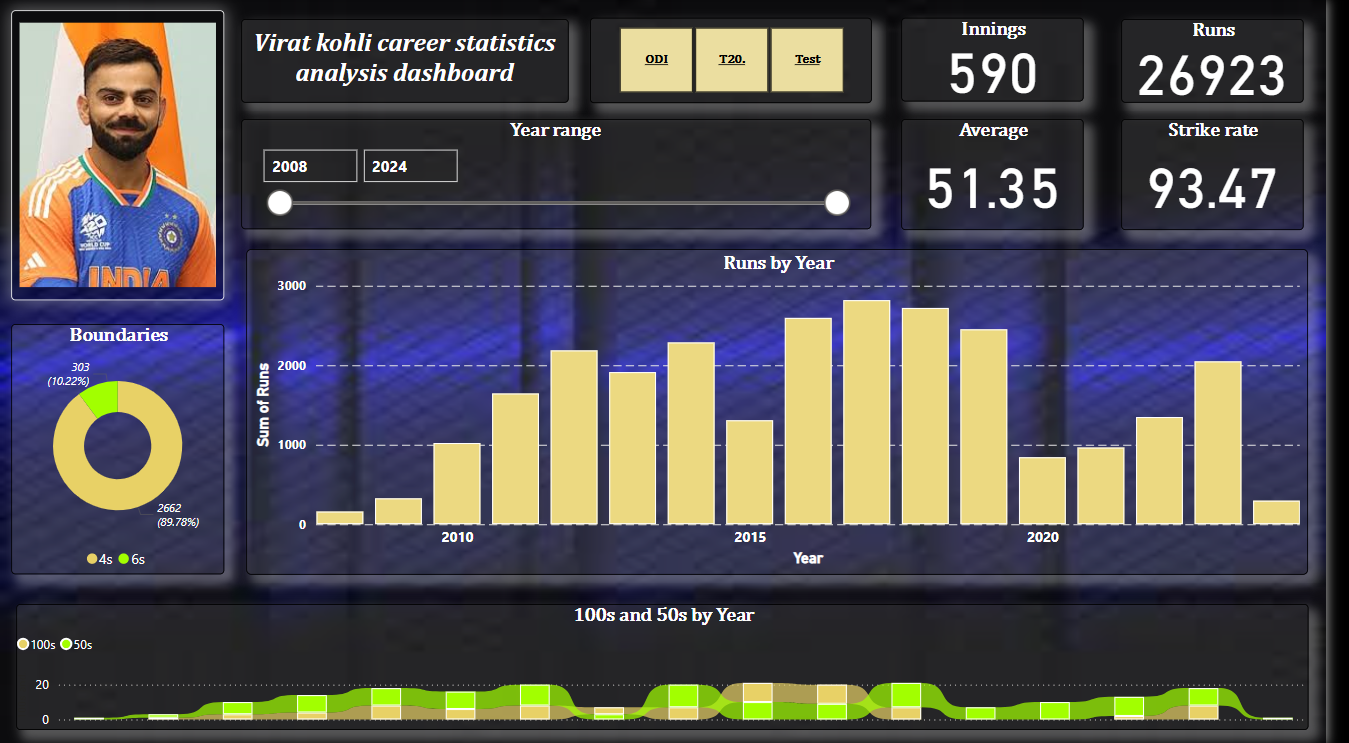 Virat kohli career statistics
analysis dashboard
ODI
T20.
Test
Innings
590
Runs
26923
Year range
2008
2024
Average
51.35
Strike rate
93.47
INDIA
Boundaries
303
(10.22%)
2662
(89.78%)
4s
6s
Runs by Year
Sum of Runs
3000
2000
1000
0
2010
2015
2020
Year
100s and 50s by Year
100s
50s
20
0